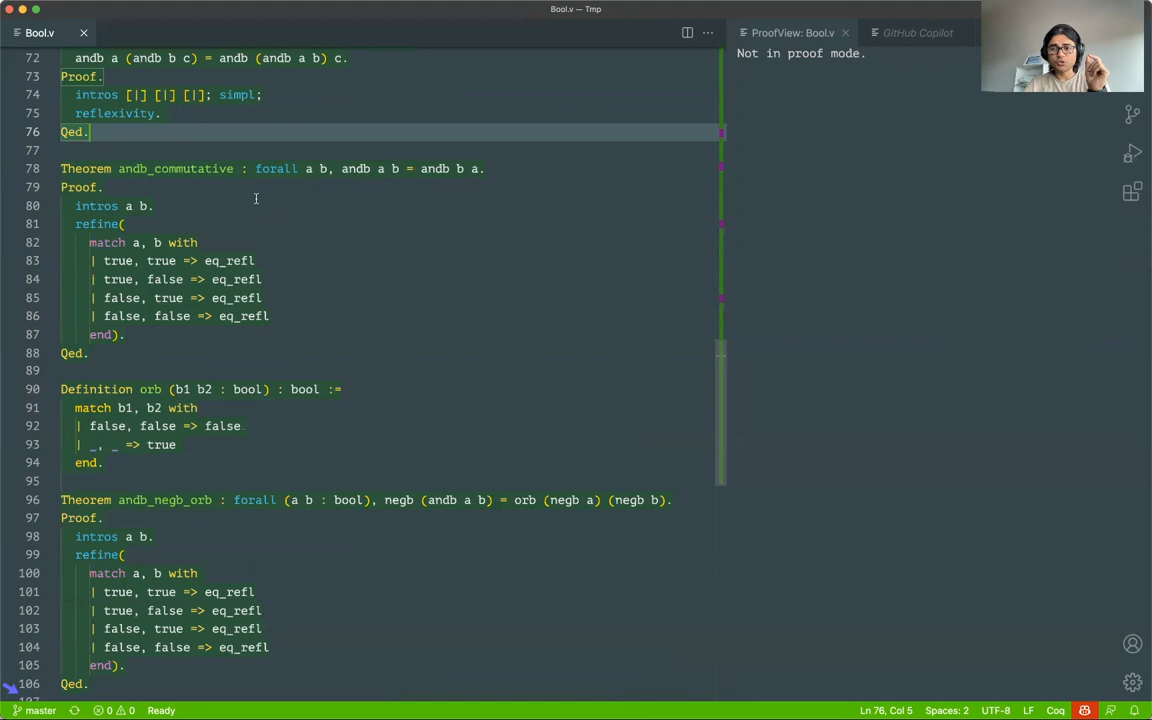 Bool.v — Tmp
Bool.v
ProofView: Bool.v
GitHub Copilot
72 andb a (andb b c) = andb (andb a b) c.
73 Proof.
74 intros [|] [|] [|]; simpl;
75 reflexivity.
76 Qed.
77
78 Theorem andb_commutative : forall a b, andb a b = andb b a.
79 Proof.
80 intros a b.
81 refine(
82 match a, b with
83 | true, true => eq_refl
84 | true, false => eq_refl
85 | false, true => eq_refl
86 | false, false => eq_refl
87 end).
88 Qed.
89
90 Definition orb (b1 b2 : bool) : bool :=
91 match b1, b2 with
92 | false, false => false
93 | _, _ => true
94 end.
95
96 Theorem andb_negb_orb : forall (a b : bool), negb (andb a b) = orb (negb a) (negb b).
97 Proof.
98 intros a b.
99 refine(
100 match a, b with
101 | true, true => eq_refl
102 | true, false => eq_refl
103 | false, true => eq_refl
104 | false, false => eq_refl
105 end).
106 Qed.
Not in proof mode.
master 0 0 Ready Ln 76, Col 5 Spaces: 2 UTF-8 LF Coq